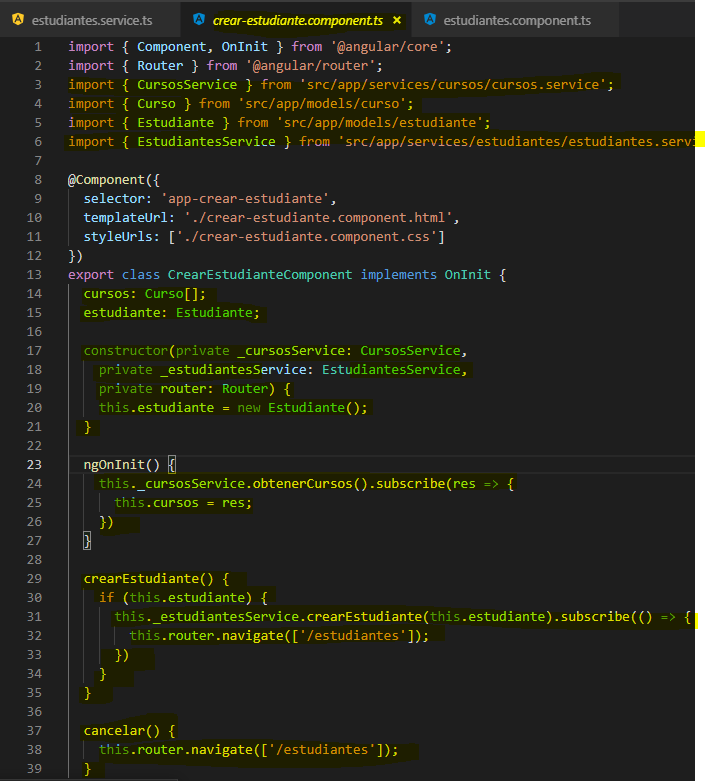 estudiantes.service.ts crear-estudiante.component.ts × estudiantes.component.ts
1 import { Component, OnInit } from '@angular/core';
2 import { Router } from '@angular/router';
3 import { CursosService } from 'src/app/services/cursos/cursos.service';
4 import { Curso } from 'src/app/models/curso';
5 import { Estudiante } from 'src/app/models/estudiante';
6 import { EstudiantesService } from 'src/app/services/estudiantes/estudiantes.servi
7
8 @Component({
9 selector: 'app-crear-estudiante',
10 templateUrl: './crear-estudiante.component.html',
11 styleUrls: ['./crear-estudiante.component.css']
12 })
13 export class CrearEstudianteComponent implements OnInit {
14 cursos: Curso[];
15 estudiante: Estudiante;
16
17 constructor(private _cursosService: CursosService,
18 private _estudiantesService: EstudiantesService,
19 private router: Router) {
20 this.estudiante = new Estudiante();
21 }
22
23 ngOnInit() {
24 this._cursosService.obtenerCursos().subscribe(res => {
25 this.cursos = res;
26 })
27 }
28
29 crearEstudiante() {
30 if (this.estudiante) {
31 this._estudiantesService.crearEstudiante(this.estudiante).subscribe(() => {
32 this.router.navigate(['/estudiantes']);
33 })
34 }
35 }
36
37 cancelar() {
38 this.router.navigate(['/estudiantes']);
39 }